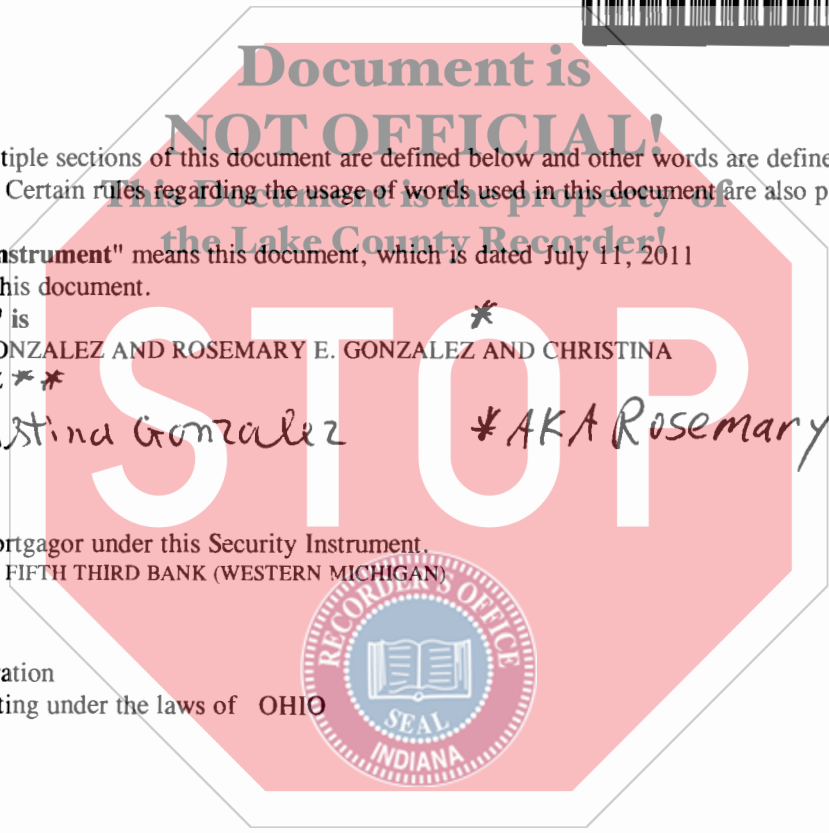 Document is
NOT OFFICIAL!
tiple sections of this document are defined below and other words are define
This Document is the property of
Certain rules regarding the usage of words used in this document are also p
the Lake County Recorder!
nstrument" means this document, which is dated July 11, 2011
his document.
" is *
ONZALEZ AND ROSEMARY E. GONZALEZ AND CHRISTINA
Z * *
STOP
stina Gonzalez * AKA Rosemary
ortgagor under this Security Instrument.
FIFTH THIRD BANK (WESTERN MICHIGAN)
RECORDER'S OFFICE
ation
ting under the laws of OHIO
SEAL
INDIANA